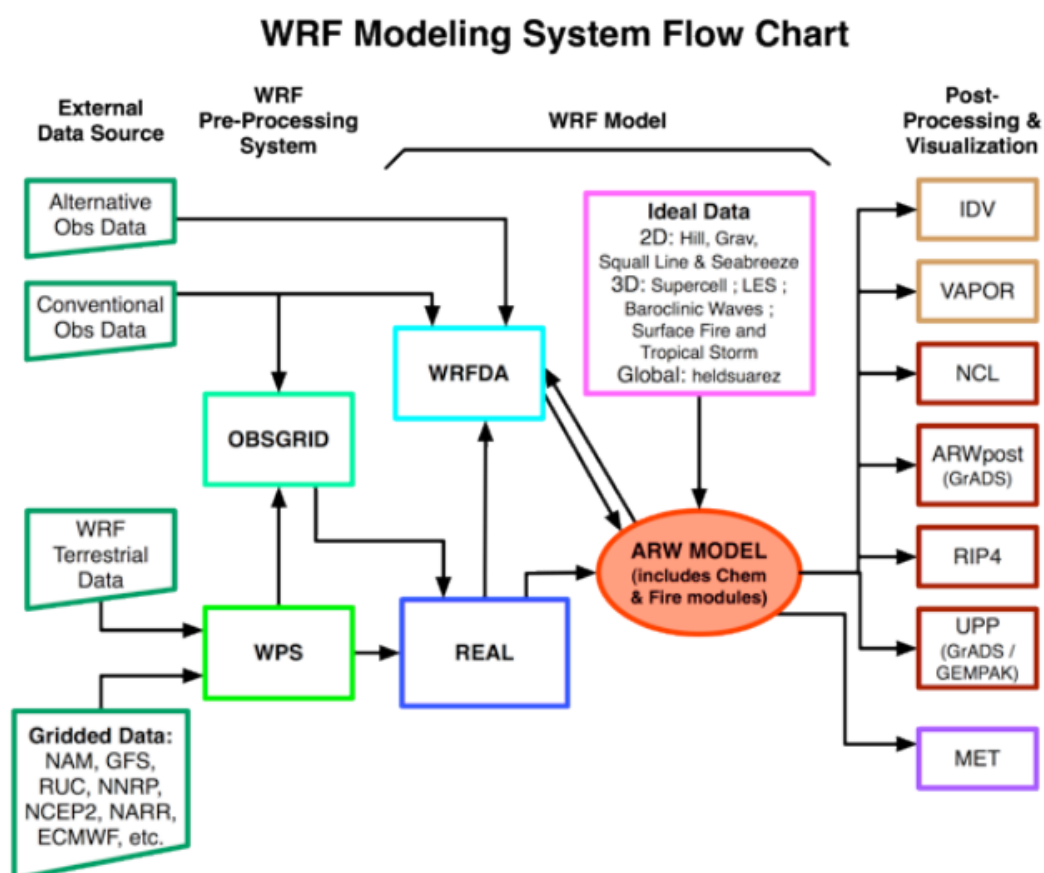 WRF Modeling System Flow Chart
External
Data Source
WRF
Pre-Processing
System
WRF Model
Post-
Processing &
Visualization
Alternative
Obs Data
Conventional
Obs Data
WRF
Terrestrial
Data
Gridded Data:
NAM, GFS,
RUC, NNRP,
NCEP2, NARR,
ECMWF, etc.
OBSGRID
WPS
WRFDA
REAL
Ideal Data
2D: Hill, Grav,
Squall Line & Seabreeze
3D: Supercell ; LES ;
Baroclinic Waves ;
Surface Fire and
Tropical Storm
Global: heldsuarez
ARW MODEL
(includes Chem
& Fire modules)
IDV
VAPOR
NCL
ARWpost
(GrADS)
RIP4
UPP
(GrADS /
GEMPAK)
MET